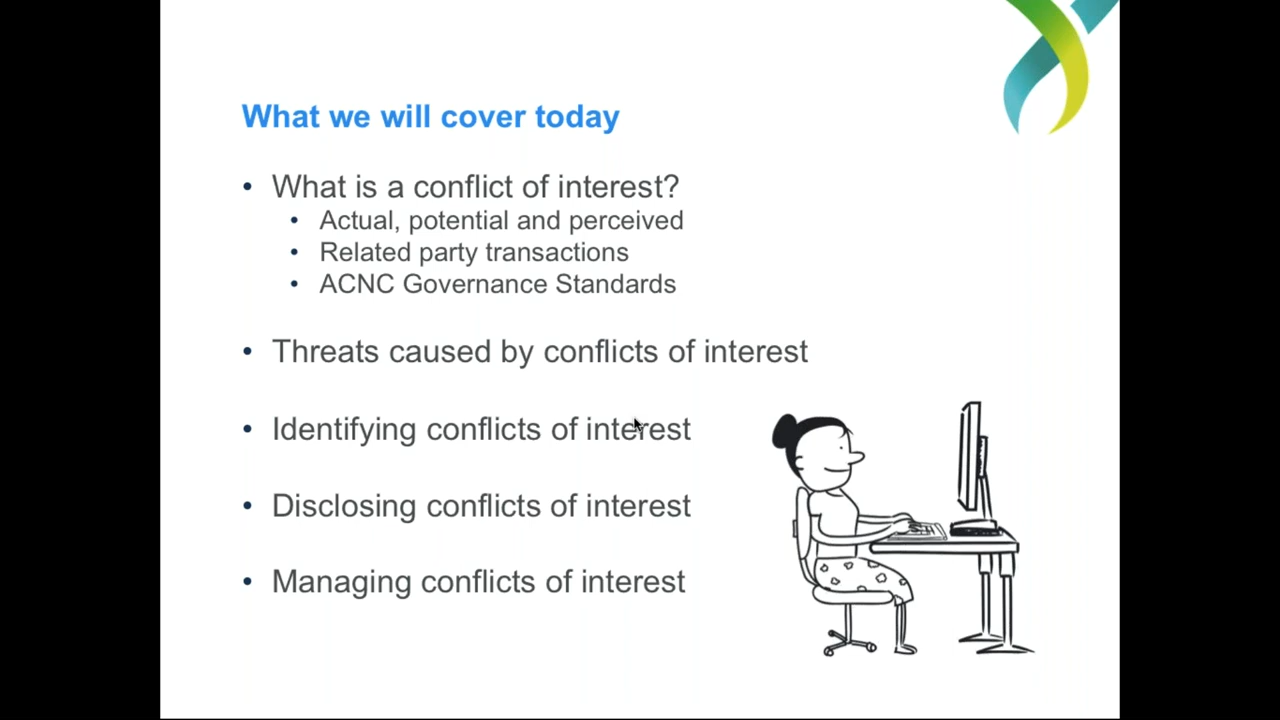 What we will cover today
• What is a conflict of interest?
• Actual, potential and perceived
• Related party transactions
• ACNC Governance Standards
• Threats caused by conflicts of interest
• Identifying conflicts of interest
• Disclosing conflicts of interest
• Managing conflicts of interest